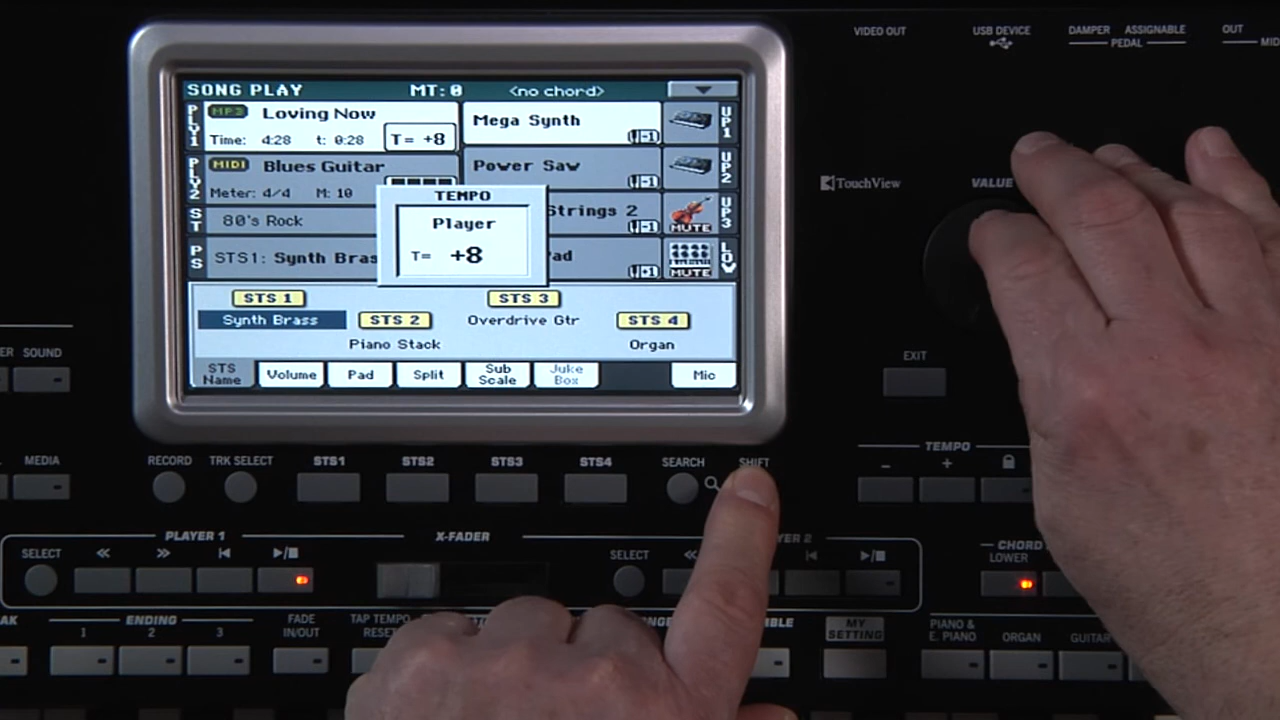 VIDEO OUT
USB DEVICE
DAMPER ASSIGNABLE
PEDAL
OUT
SONG PLAY MT: 0 <no chord>
PLY1
MP3 Loving Now
Time: 4:28 t: 0:28 T= +8
Mega Synth
UP1
PLY2
MIDI Blues Guitar
Meter: 4/4 M: 10
Power Saw
UP2
ST
80's Rock
Strings 2
MUTE
UP3
PS
STS1: Synth Bras
MUTE
LOW
TEMPO
Player
T= +8
STS 1
Synth Brass
STS 2
Piano Stack
STS 3
Overdrive Gtr
STS 4
Organ
STS Name
Volume
Pad
Split
Sub Scale
Juke Box
Mic
TouchView
VALUE
EXIT
TEMPO
- +
SOUND
MEDIA
RECORD
TRK SELECT
STS1
STS2
STS3
STS4
SEARCH
SHIFT
PLAYER 1
X-FADER
SELECT
SELECT
CHORD
LOWER
ENDING
1 2 3
FADE IN/OUT
TAP TEMPO
RESET
MY SETTING
PIANO & E. PIANO
ORGAN
GUITAR